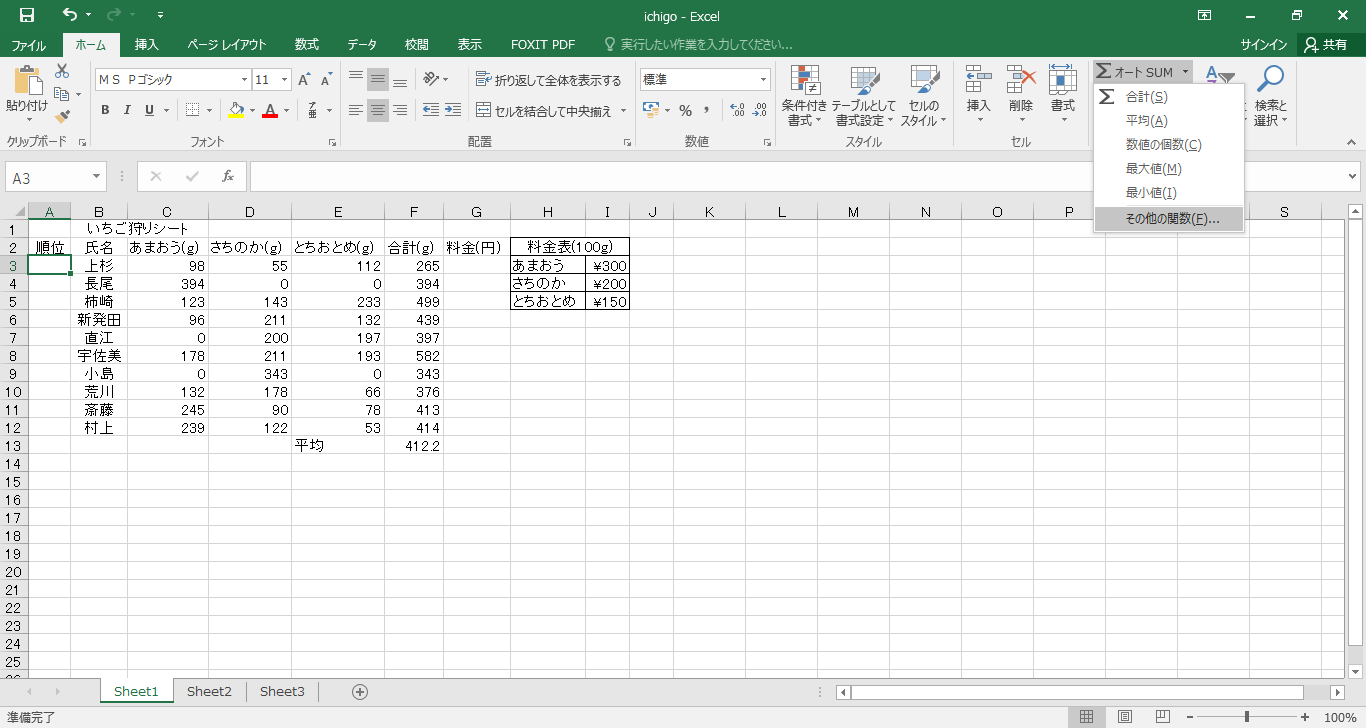 ichigo - Excel
ファイル ホーム 挿入 ページ レイアウト 数式 データ 校閲 表示 FOXIT PDF 実行したい作業を入力してください... サインイン 共有
貼り付け
クリップボード
ＭＳ Ｐゴシック 11
B I U
フォント
折り返して全体を表示する
セルを結合して中央揃え
配置
標準
数値
条件付き書式 テーブルとして書式設定 セルのスタイル
スタイル
挿入 削除 書式
セル
オート SUM
検索と選択
合計(S)
平均(A)
数値の個数(C)
最大値(M)
最小値(I)
その他の関数(F)...
A3 fx
A B C D E F G H I J K L M N O P S
1 いちご狩りシート
2 順位 氏名 あまおう(g) さちのか(g) とちおとめ(g) 合計(g) 料金(円) 料金表(100g)
3 上杉 98 55 112 265 あまおう ¥300
4 長尾 394 0 0 394 さちのか ¥200
5 柿崎 123 143 233 499 とちおとめ ¥150
6 新発田 96 211 132 439
7 直江 0 200 197 397
8 宇佐美 178 211 193 582
9 小島 0 343 0 343
10 荒川 132 178 66 376
11 斎藤 245 90 78 413
12 村上 239 122 53 414
13 平均 412.2
14
15
16
17
18
19
20
21
22
23
24
25
Sheet1 Sheet2 Sheet3
準備完了 100%